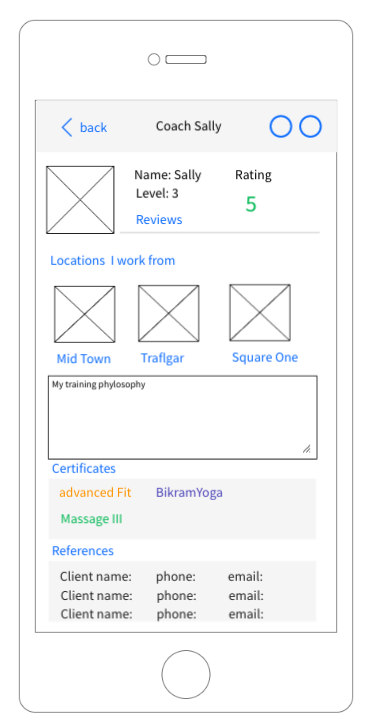 back Coach Sally
Name: Sally Rating
Level: 3
5
Reviews
Locations I work from
Mid Town Traflgar Square One
My training phylosophy
Certificates
advanced Fit BikramYoga
Massage III
References
Client name: phone: email:
Client name: phone: email:
Client name: phone: email: